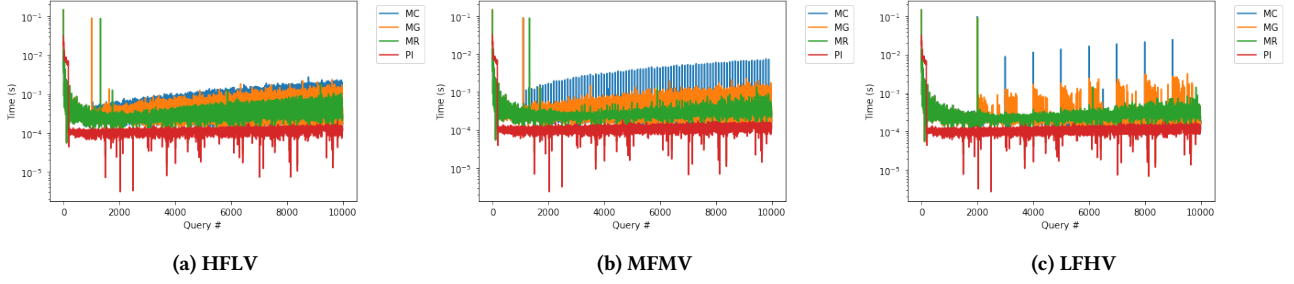 10⁻¹
10⁻²
10⁻³
10⁻⁴
10⁻⁵
Time (s)
0 2000 4000 6000 8000 10000
Query #
MC
MG
MR
PI
(a) HFLV
10⁻¹
10⁻²
10⁻³
10⁻⁴
10⁻⁵
Time (s)
0 2000 4000 6000 8000 10000
Query #
MC
MG
MR
PI
(b) MFMV
10⁻¹
10⁻²
10⁻³
10⁻⁴
10⁻⁵
Time (s)
0 2000 4000 6000 8000 10000
Query #
MC
MG
MR
PI
(c) LFHV